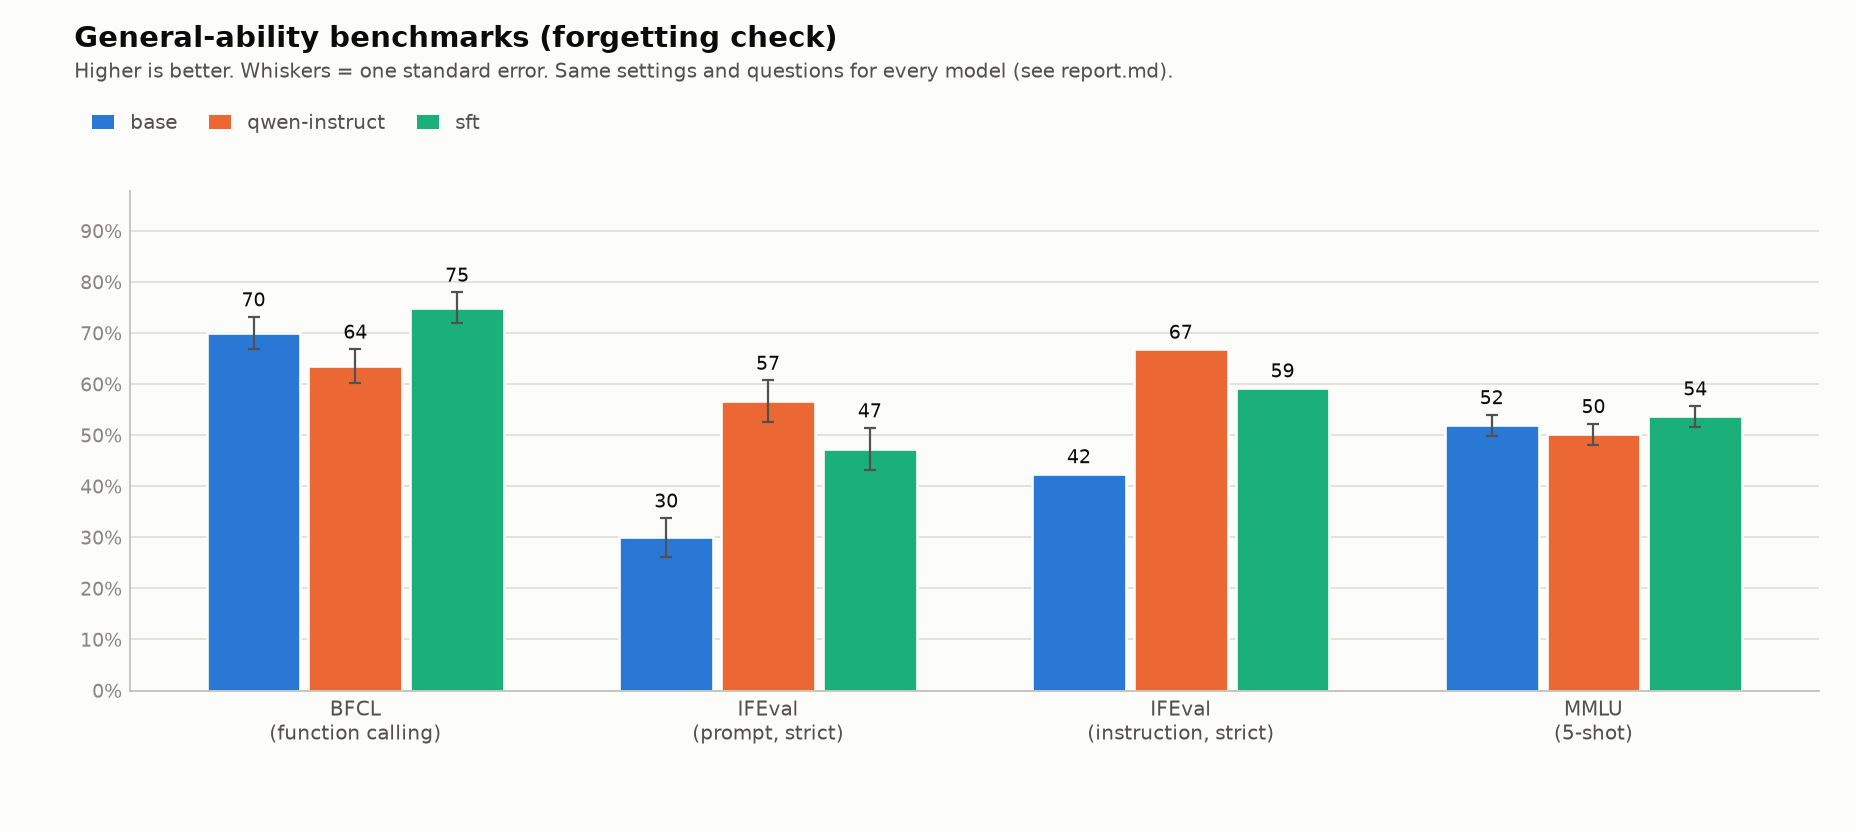 General-ability benchmarks (forgetting check)
Higher is better. Whiskers = one standard error. Same settings and questions for every model (see report.md).
base qwen-instruct sft
90%
80%
70%
60%
50%
40%
30%
20%
10%
0%
70 64 75
30 57 47
42 67 59
52 50 54
BFCL
(function calling)
IFEval
(prompt, strict)
IFEval
(instruction, strict)
MMLU
(5-shot)